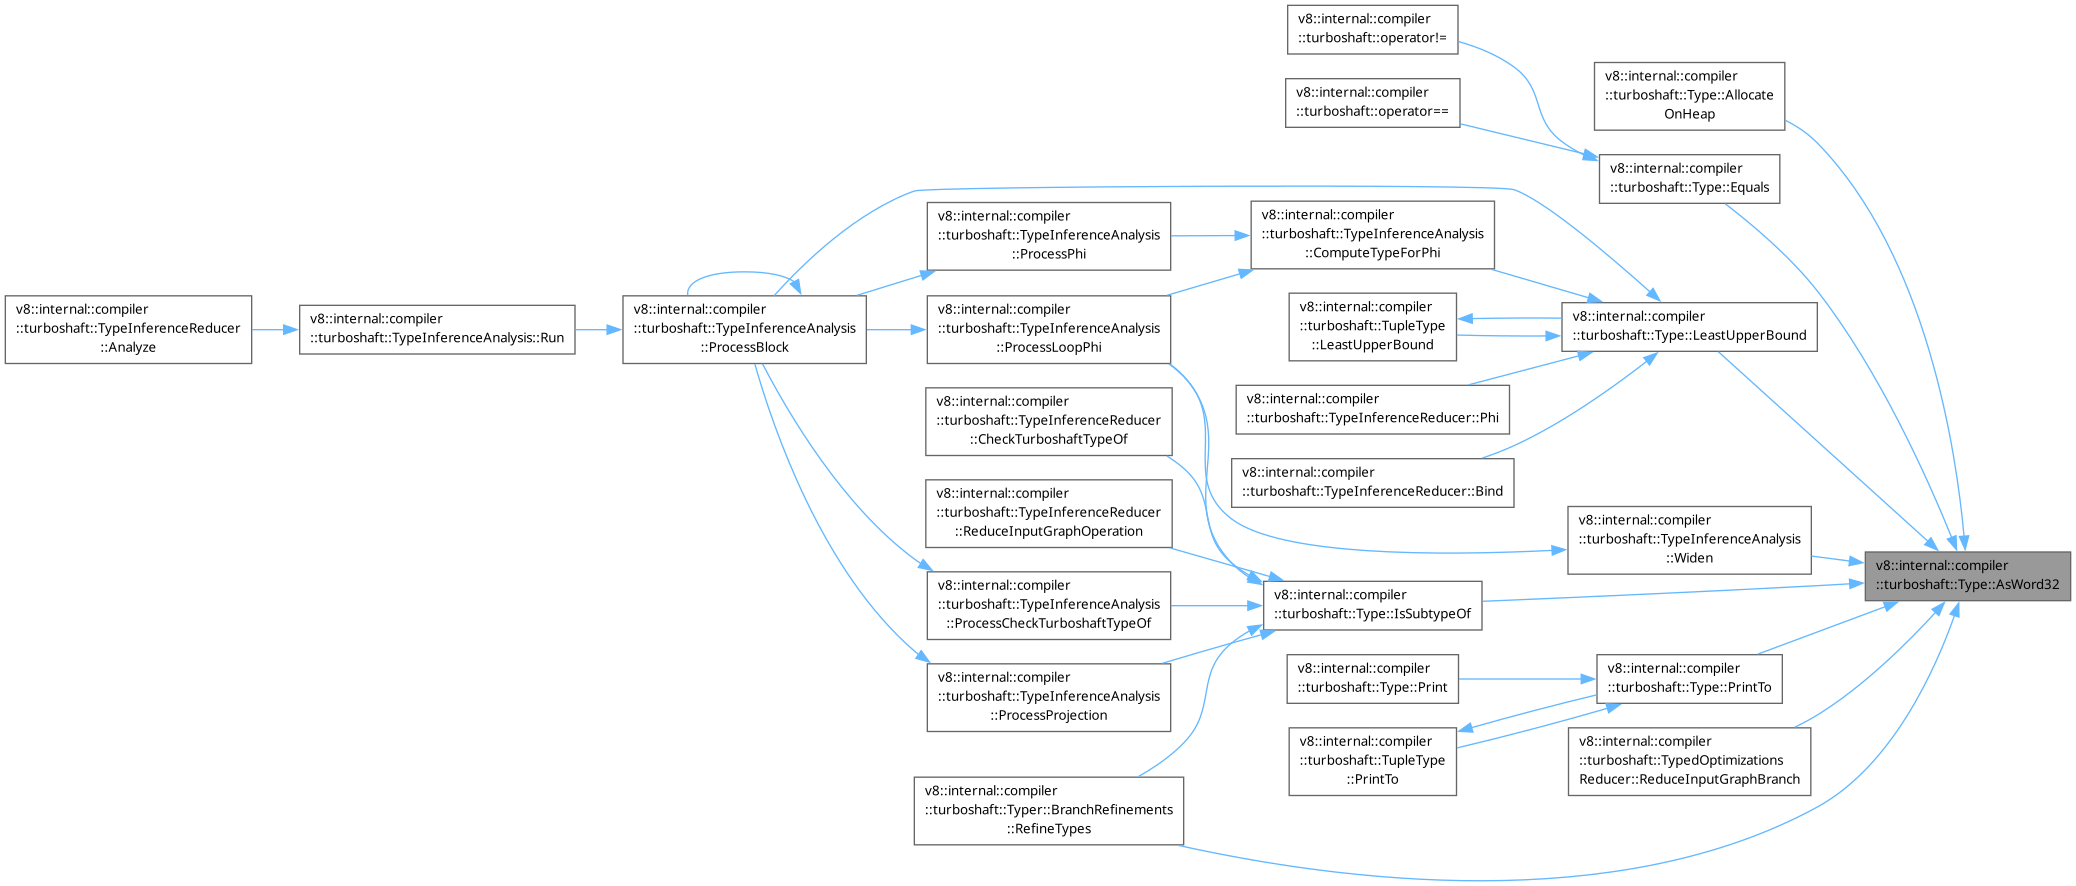 v8::internal::compiler
::turboshaft::operator!=
v8::internal::compiler
::turboshaft::Type::Allocate
OnHeap
v8::internal::compiler
::turboshaft::operator==
v8::internal::compiler
::turboshaft::Type::Equals
v8::internal::compiler
::turboshaft::TypeInferenceAnalysis
::ProcessPhi
v8::internal::compiler
::turboshaft::TypeInferenceAnalysis
::ComputeTypeForPhi
v8::internal::compiler
::turboshaft::TypeInferenceReducer
::Analyze
v8::internal::compiler
::turboshaft::TypeInferenceAnalysis::Run
v8::internal::compiler
::turboshaft::TypeInferenceAnalysis
::ProcessBlock
v8::internal::compiler
::turboshaft::TypeInferenceAnalysis
::ProcessLoopPhi
v8::internal::compiler
::turboshaft::TupleType
::LeastUpperBound
v8::internal::compiler
::turboshaft::Type::LeastUpperBound
v8::internal::compiler
::turboshaft::TypeInferenceReducer
::CheckTurboshaftTypeOf
v8::internal::compiler
::turboshaft::TypeInferenceReducer::Phi
v8::internal::compiler
::turboshaft::TypeInferenceReducer::Bind
v8::internal::compiler
::turboshaft::TypeInferenceReducer
::ReduceInputGraphOperation
v8::internal::compiler
::turboshaft::TypeInferenceAnalysis
::Widen
v8::internal::compiler
::turboshaft::Type::AsWord32
v8::internal::compiler
::turboshaft::TypeInferenceAnalysis
::ProcessCheckTurboshaftTypeOf
v8::internal::compiler
::turboshaft::Type::IsSubtypeOf
v8::internal::compiler
::turboshaft::TypeInferenceAnalysis
::ProcessProjection
v8::internal::compiler
::turboshaft::Type::Print
v8::internal::compiler
::turboshaft::Type::PrintTo
v8::internal::compiler
::turboshaft::TupleType
::PrintTo
v8::internal::compiler
::turboshaft::TypedOptimizations
Reducer::ReduceInputGraphBranch
v8::internal::compiler
::turboshaft::Typer::BranchRefinements
::RefineTypes